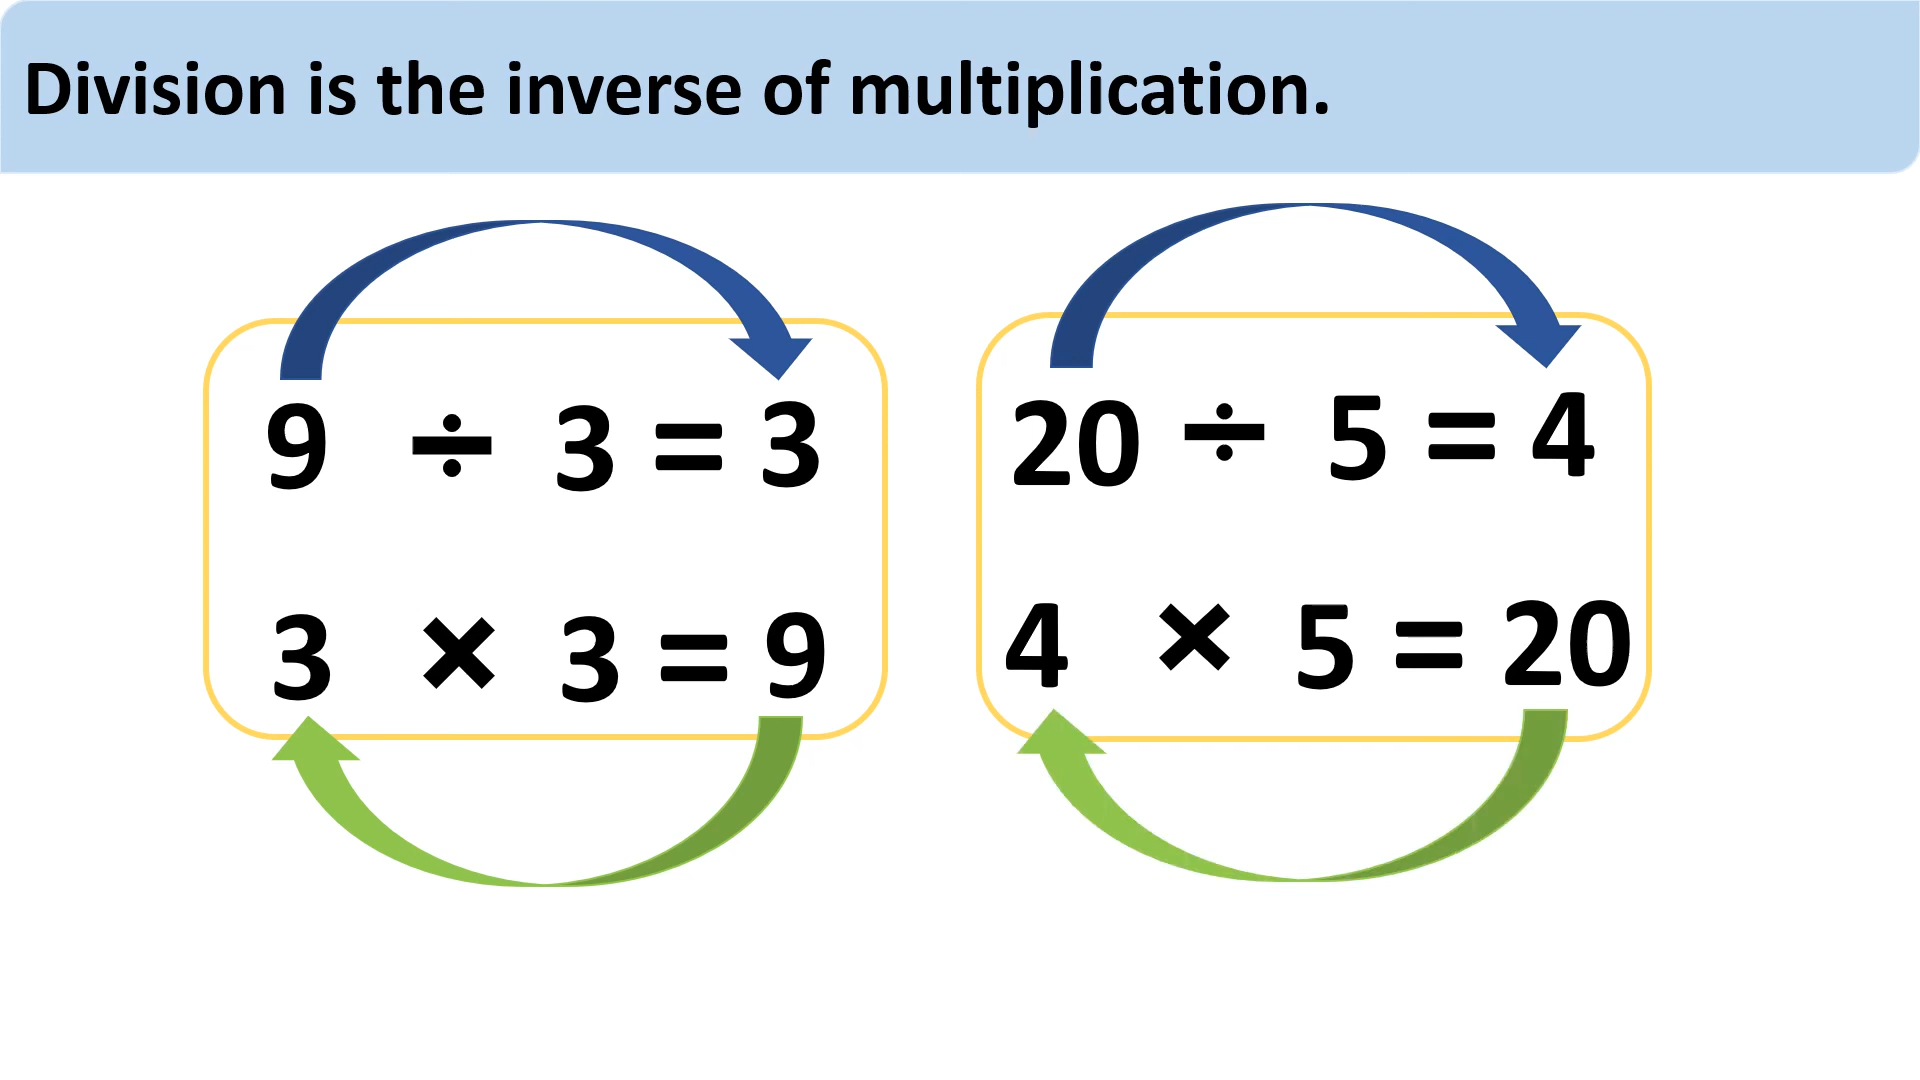 Division is the inverse of multiplication.
9 ÷ 3 = 3
3 × 3 = 9
20 ÷ 5 = 4
4 × 5 = 20